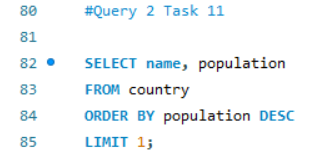 80 #Query 2 Task 11
81
82 SELECT name, population
83 FROM country
84 ORDER BY population DESC
85 LIMIT 1;